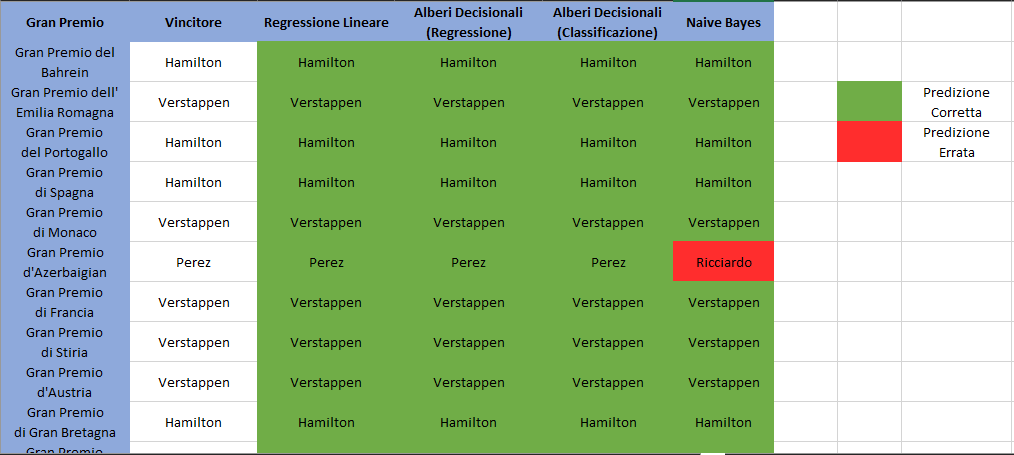 Gran Premio Vincitore Regressione Lineare Alberi Decisionali (Regressione) Alberi Decisionali (Classificazione) Naive Bayes
Gran Premio del Bahrein Hamilton Hamilton Hamilton Hamilton Hamilton
Gran Premio dell' Emilia Romagna Verstappen Verstappen Verstappen Verstappen Verstappen Predizione Corretta
Gran Premio del Portogallo Hamilton Hamilton Hamilton Hamilton Hamilton Predizione Errata
Gran Premio di Spagna Hamilton Hamilton Hamilton Hamilton Hamilton
Gran Premio di Monaco Verstappen Verstappen Verstappen Verstappen Verstappen
Gran Premio d'Azerbaigian Perez Perez Perez Perez Ricciardo
Gran Premio di Francia Verstappen Verstappen Verstappen Verstappen Verstappen
Gran Premio di Stiria Verstappen Verstappen Verstappen Verstappen Verstappen
Gran Premio d'Austria Verstappen Verstappen Verstappen Verstappen Verstappen
Gran Premio di Gran Bretagna Hamilton Hamilton Hamilton Hamilton Hamilton
Gran Premio